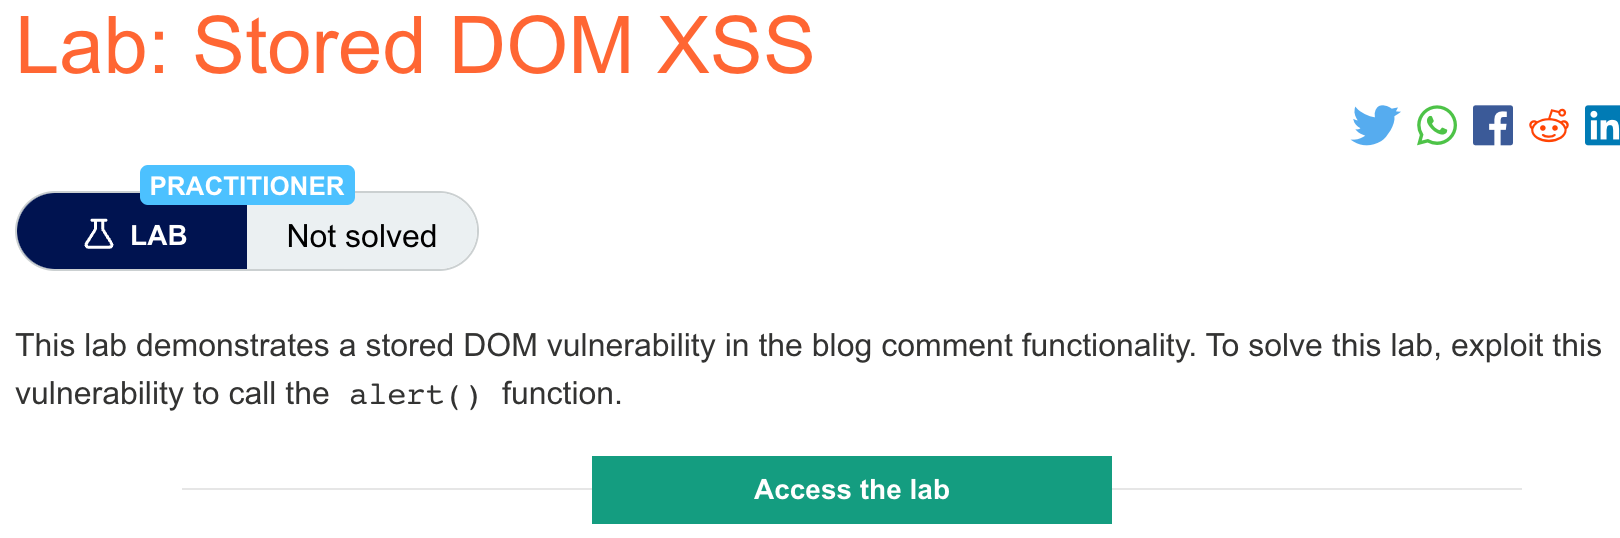 Lab: Stored DOM XSS
PRACTITIONER
LAB
Not solved
This lab demonstrates a stored DOM vulnerability in the blog comment functionality. To solve this lab, exploit this
vulnerability to call the alert() function.
Access the lab